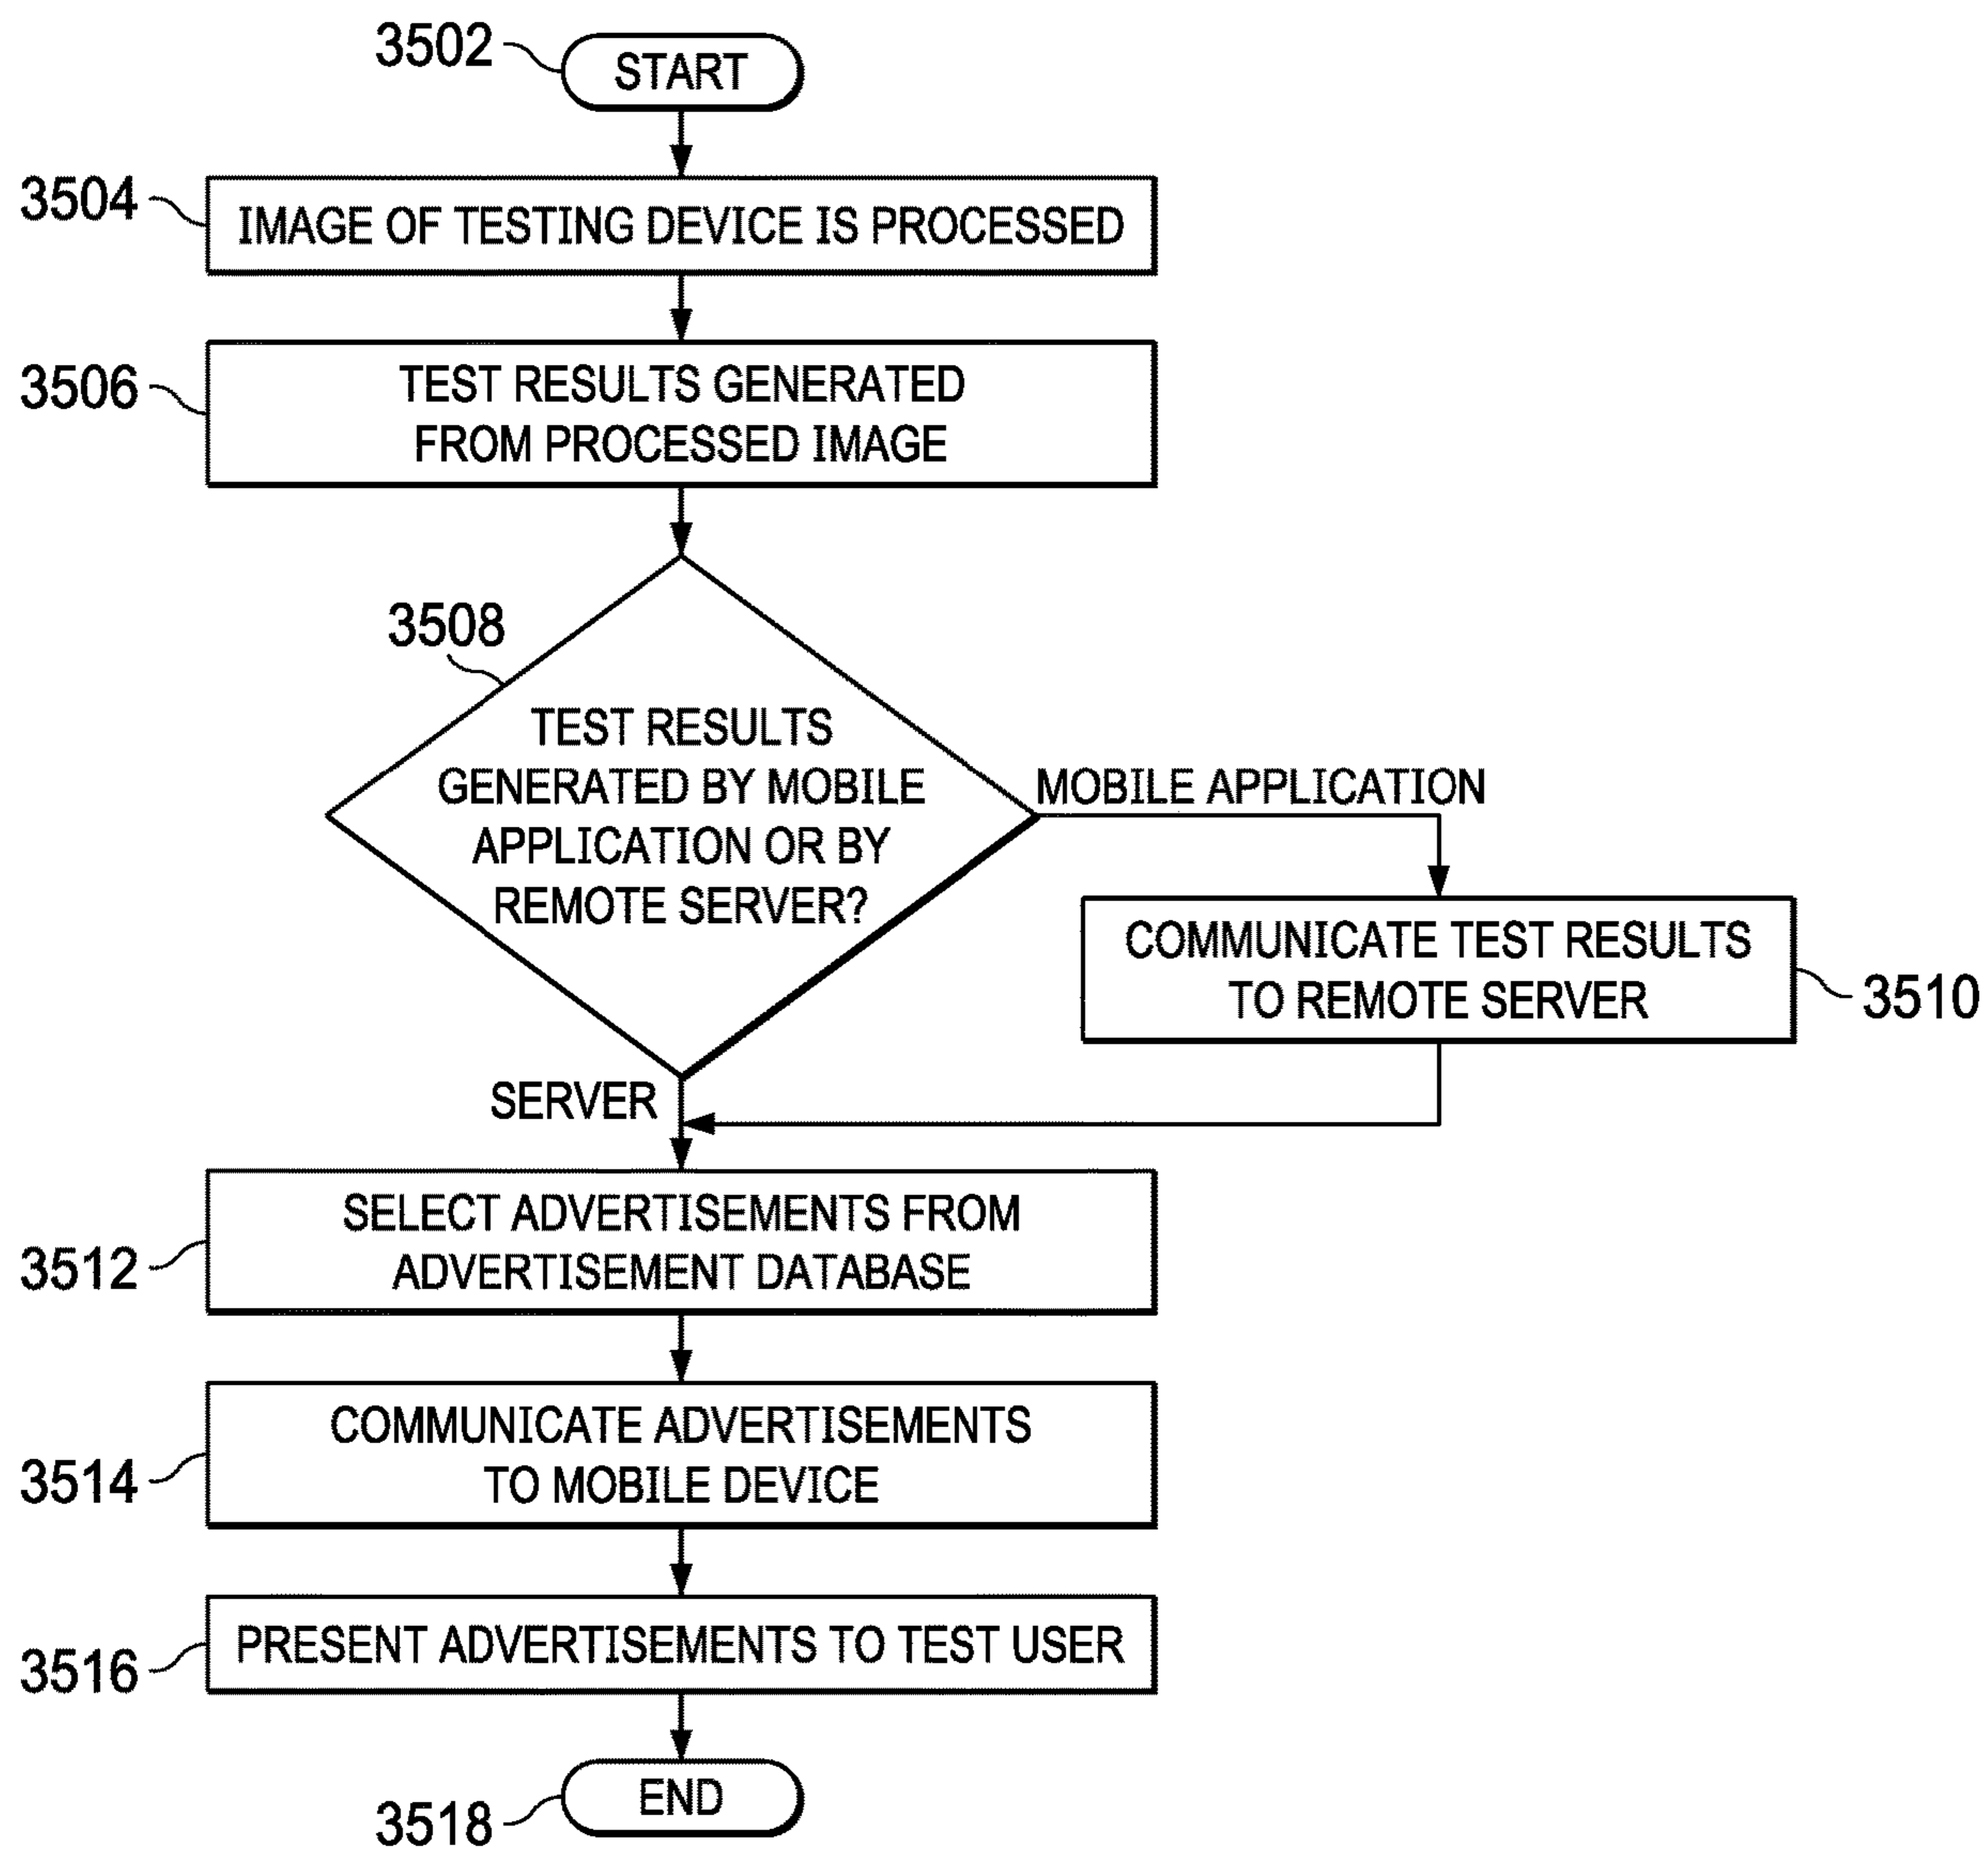 3502
START
3504
IMAGE OF TESTING DEVICE IS PROCESSED
3506
TEST RESULTS GENERATED
FROM PROCESSED IMAGE
3508
TEST RESULTS
GENERATED BY MOBILE
APPLICATION OR BY
REMOTE SERVER?
MOBILE APPLICATION
COMMUNICATE TEST RESULTS
TO REMOTE SERVER
3510
SERVER
3512
SELECT ADVERTISEMENTS FROM
ADVERTISEMENT DATABASE
3514
COMMUNICATE ADVERTISEMENTS
TO MOBILE DEVICE
3516
PRESENT ADVERTISEMENTS TO TEST USER
3518
END